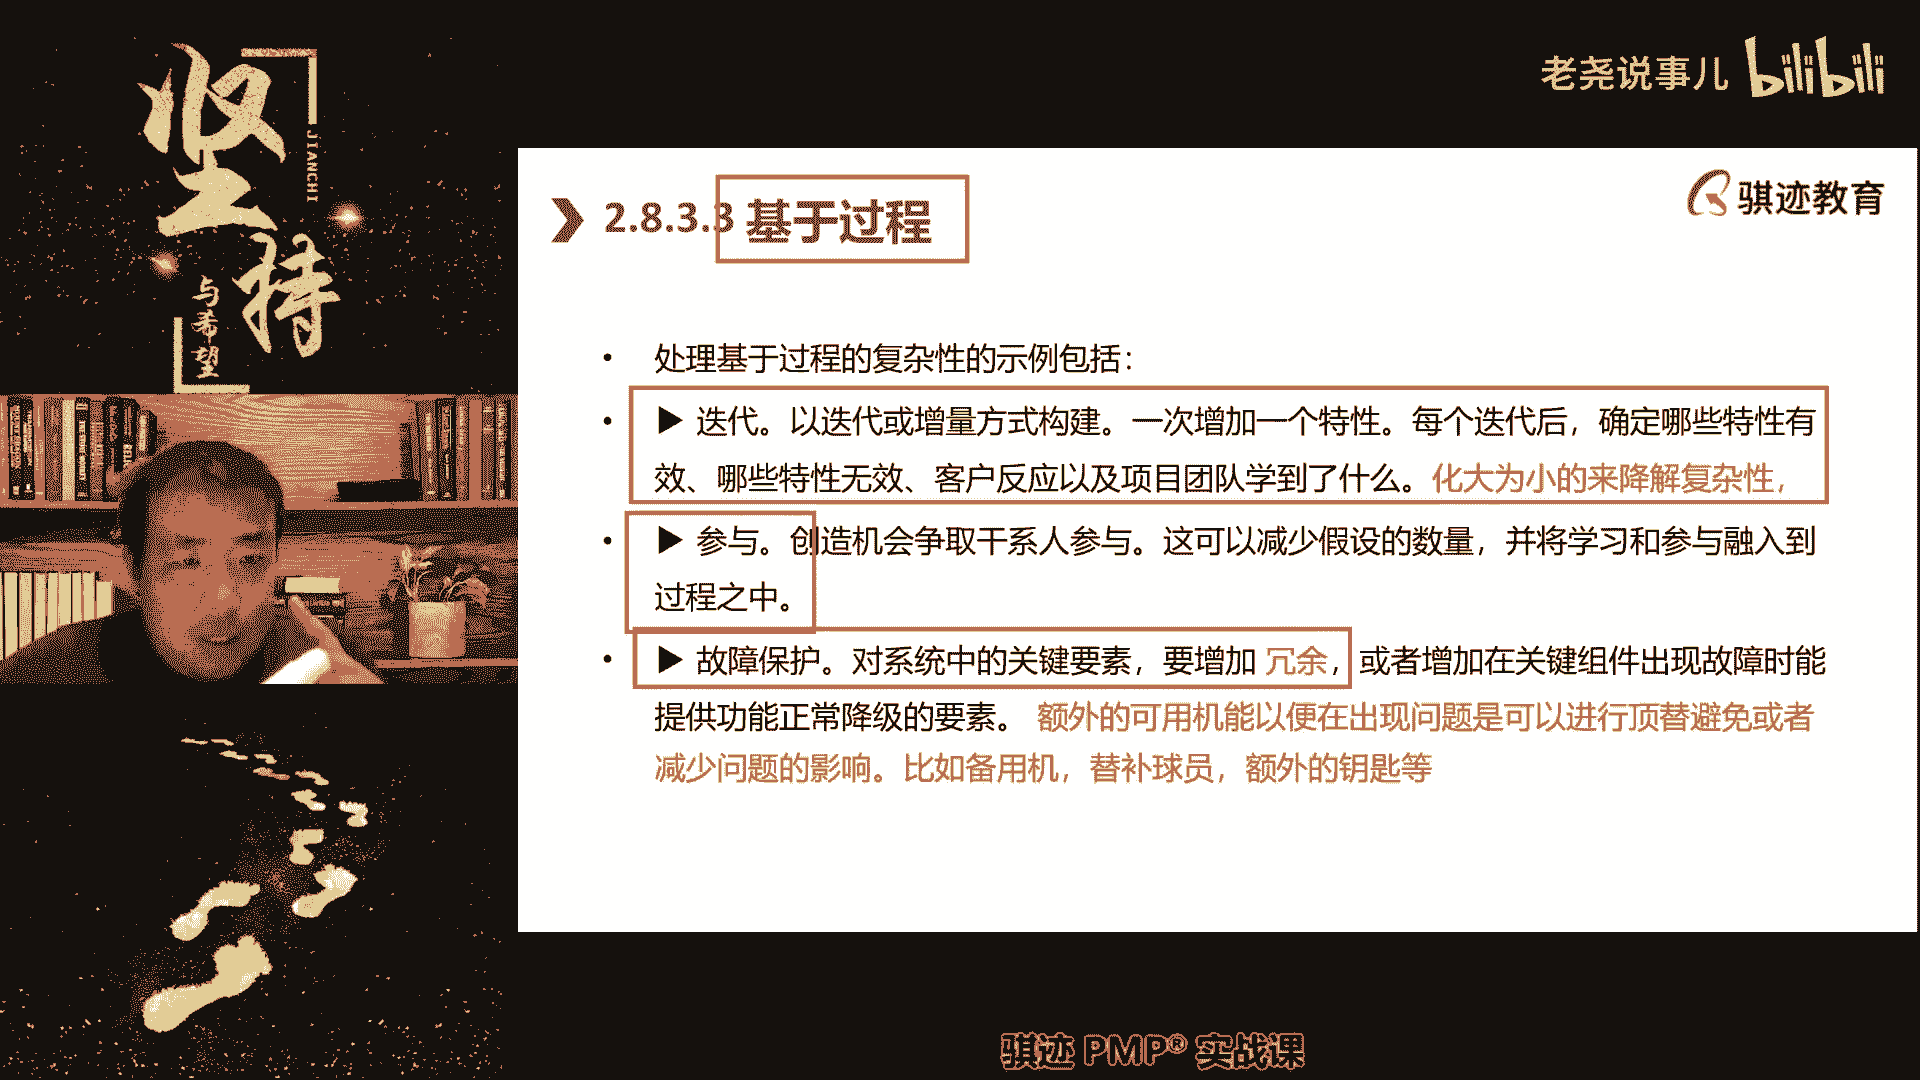 坚持
JIANCHI
与希望
老尧说事儿 bilibili
骐迹教育
2.8.3.3 基于过程
• 处理基于过程的复杂性的示例包括：
• ▶ 迭代。以迭代或增量方式构建。一次增加一个特性。每个迭代后，确定哪些特性有
效、哪些特性无效、客户反应以及项目团队学到了什么。化大为小的来降解复杂性，
• ▶ 参与。创造机会争取干系人参与。这可以减少假设的数量，并将学习和参与融入到
过程之中。
• ▶ 故障保护。对系统中的关键要素，要增加 冗余，或者增加在关键组件出现故障时能
提供功能正常降级的要素。 额外的可用机能以便在出现问题是可以进行顶替避免或者
减少问题的影响。比如备用机，替补球员，额外的钥匙等
骐迹 PMP® 实战课